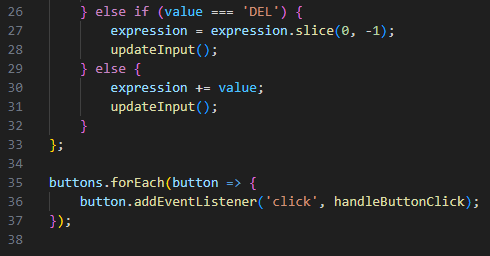 26 } else if (value === 'DEL') {
27 expression = expression.slice(0, -1);
28 updateInput();
29 } else {
30 expression += value;
31 updateInput();
32 }
33 };
34
35 buttons.forEach(button => {
36 button.addEventListener('click', handleButtonClick);
37 });
38